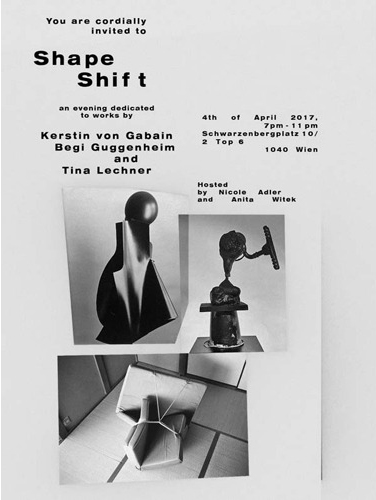 You are cordially
invited to
Shape
Shift
an evening dedicated
to works by
Kerstin von Gabain
Begi Guggenheim
and
Tina Lechner
4th of April 2017,
7pm - 11 pm
Schwarzenbergplatz 10/
2 Top 6
1040 Wien
Hosted
by Nicole Adler
and Anita Witek